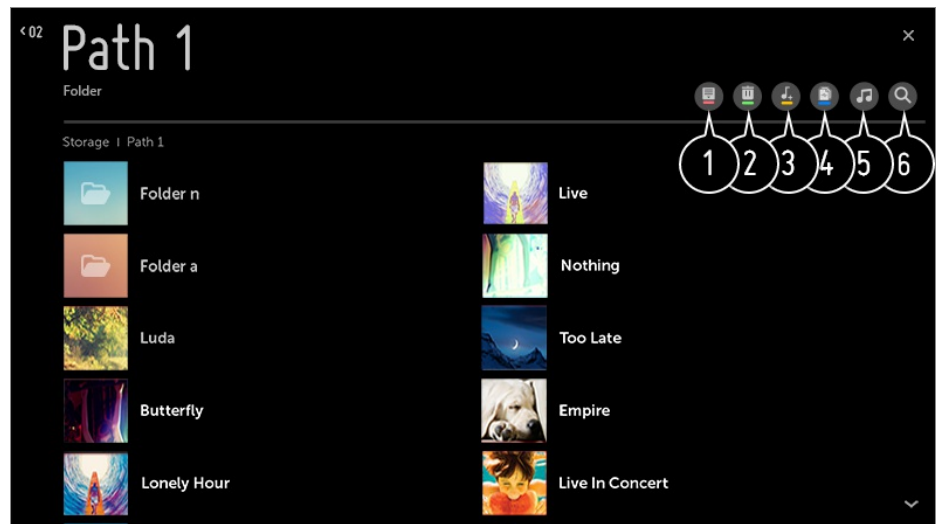 < 02
Path 1
Folder
1 2 3 4 5 6
Storage I Path 1
Folder n
Live
Folder a
Nothing
Luda
Too Late
Butterfly
Empire
Lonely Hour
Live In Concert